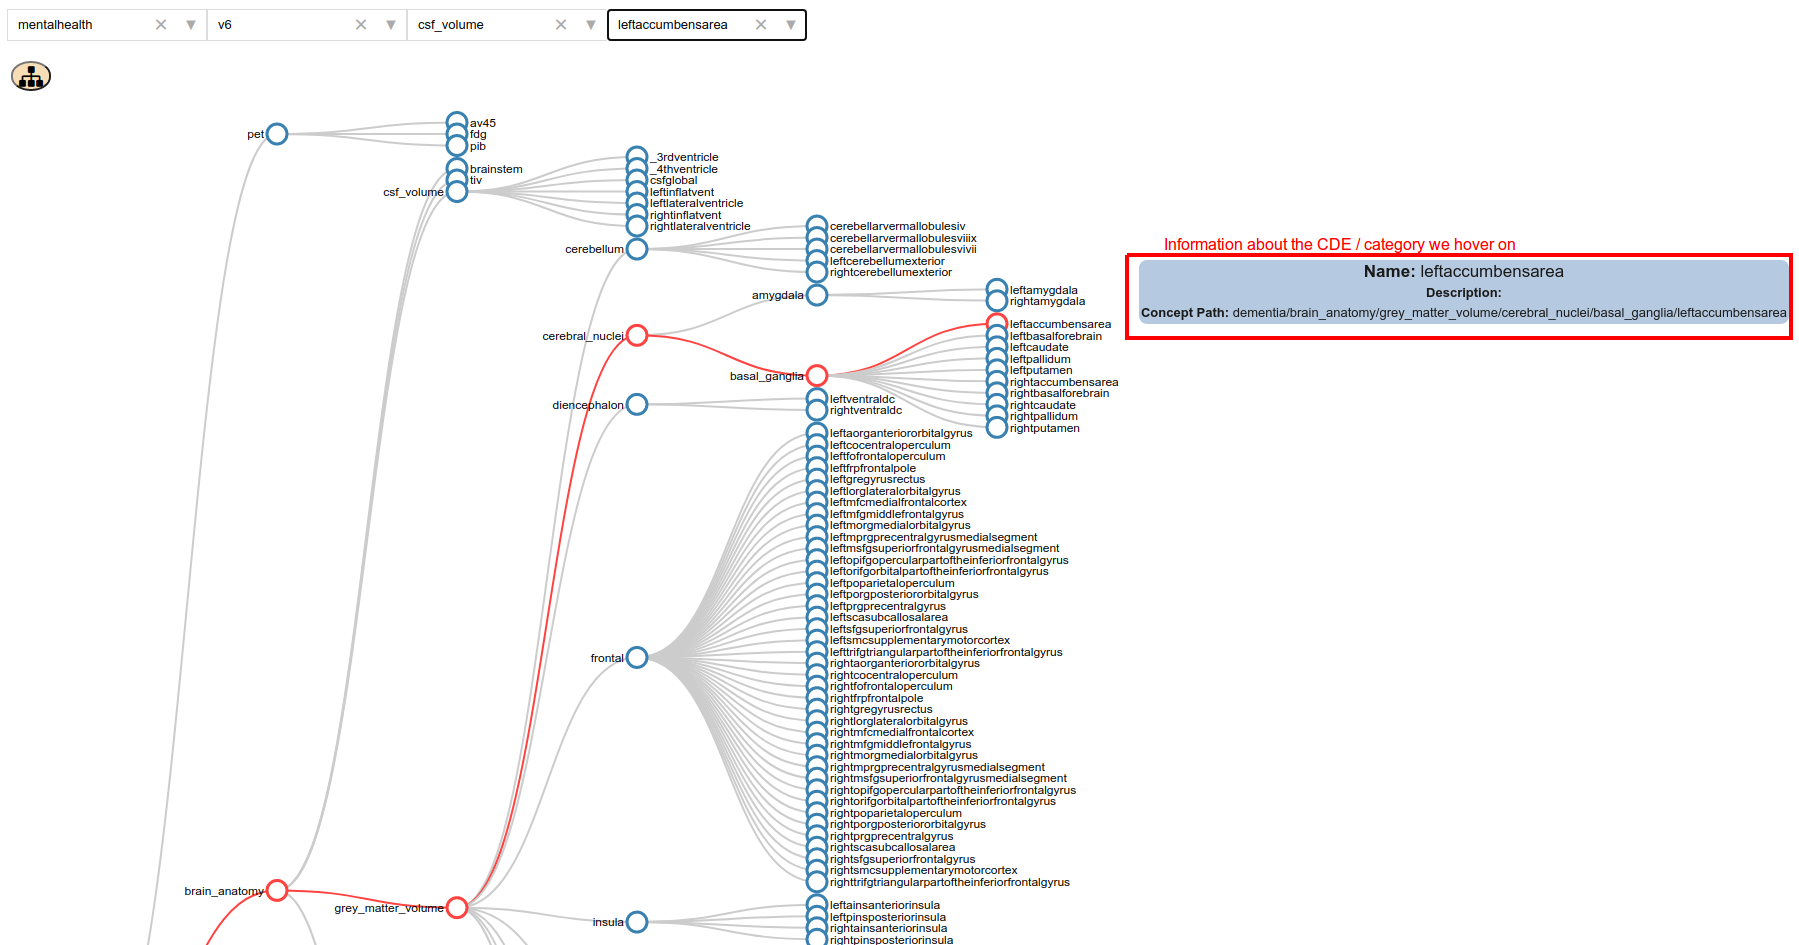 mentalhealth
v6
csf_volume
leftaccumbensarea
pet
av45
fdg
pib
brainstem
tiv
csf_volume
_3rdventricle
_4thventricle
csfglobal
leftinflatvent
leftlateralventricle
rightinflatvent
rightlateralventricle
cerebellum
cerebellarvermallobulesiv
cerebellarvermallobulesviiix
cerebellarvermallobulesvivii
leftcerebellumexterior
rightcerebellumexterior
amygdala
leftamygdala
rightamygdala
Information about the CDE / category we hover on
Name: leftaccumbensarea
Description:
Concept Path: dementia/brain_anatomy/grey_matter_volume/cerebral_nuclei/basal_ganglia/leftaccumbensarea
cerebral_nuclei
basal_ganglia
leftaccumbensarea
leftbasalforebrain
leftcaudate
leftpallidum
leftputamen
rightaccumbensarea
rightbasalforebrain
rightcaudate
rightpallidum
rightputamen
diencephalon
leftventraldc
rightventraldc
frontal
leftaorganteriororbitalgyrus
leftcocentraloperculum
leftfofrontaloperculum
leftfrpfrontalpole
leftgregyrusrectus
leftlorglateralorbitalgyrus
leftmfcmedialfrontalcortex
leftmfgmiddlefrontalgyrus
leftmorgmedialorbitalgyrus
leftmprgprecentralgyrusmedialsegment
leftmsfgsuperiorfrontalgyrusmedialsegment
leftopifgopercularpartoftheinferiorfrontalgyrus
leftorifgorbitalpartoftheinferiorfrontalgyrus
leftpoparietaloperculum
leftporgposteriororbitalgyrus
leftprgprecentralgyrus
leftscasubcallosalarea
leftsfgsuperiorfrontalgyrus
leftsmcsupplementarymotorcortex
lefttrifgtriangularpartoftheinferiorfrontalgyrus
rightaorganteriororbitalgyrus
rightcocentraloperculum
rightfofrontaloperculum
rightfrpfrontalpole
rightgregyrusrectus
rightlorglateralorbitalgyrus
rightmfcmedialfrontalcortex
rightmfgmiddlefrontalgyrus
rightmorgmedialorbitalgyrus
rightmprgprecentralgyrusmedialsegment
rightmsfgsuperiorfrontalgyrusmedialsegment
rightopifgopercularpartoftheinferiorfrontalgyrus
rightorifgorbitalpartoftheinferiorfrontalgyrus
rightpoparietaloperculum
rightporgposteriororbitalgyrus
rightprgprecentralgyrus
rightscasubcallosalarea
rightsfgsuperiorfrontalgyrus
rightsmcsupplementarymotorcortex
righttrifgtriangularpartoftheinferiorfrontalgyrus
brain_anatomy
grey_matter_volume
insula
leftainsanteriorinsula
leftpinsposteriorinsula
rightainsanteriorinsula
rightpinsposteriorinsula